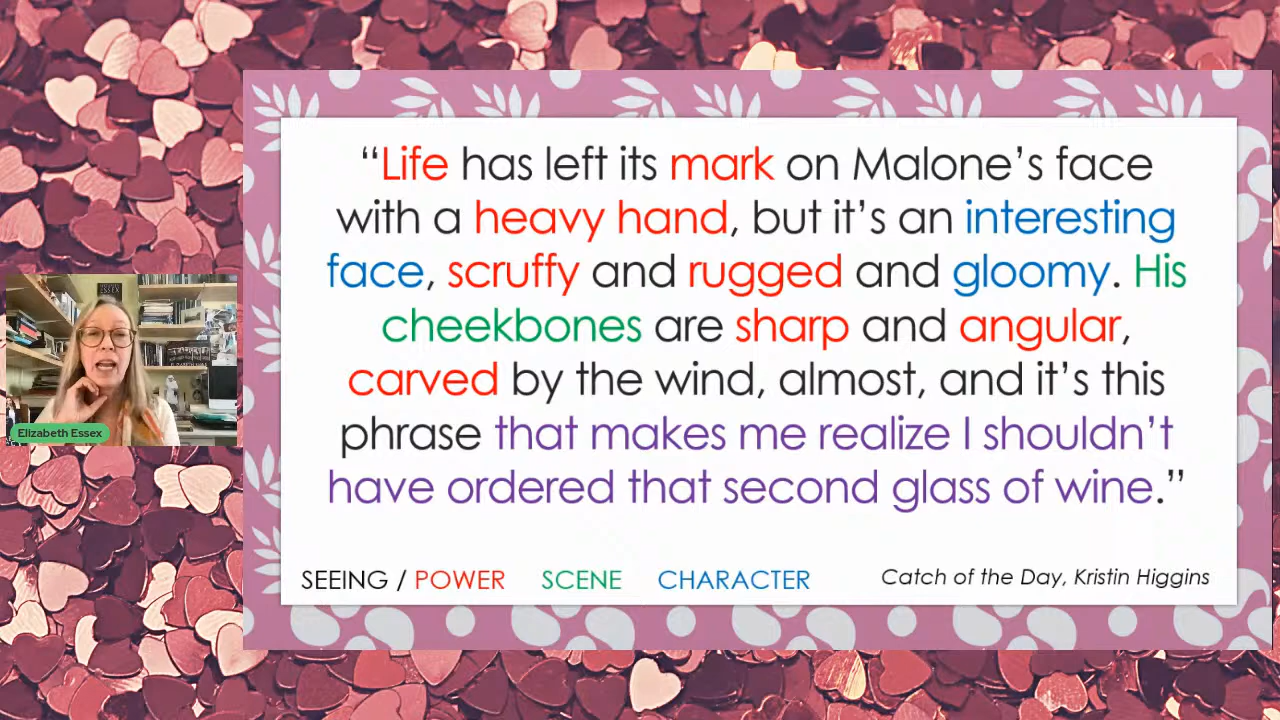 “Life has left its mark on Malone’s face
with a heavy hand, but it’s an interesting
face, scruffy and rugged and gloomy. His
cheekbones are sharp and angular,
carved by the wind, almost, and it’s this
phrase that makes me realize I shouldn’t
have ordered that second glass of wine.”
SEEING / POWER SCENE CHARACTER
Catch of the Day, Kristin Higgins
Elizabeth Essex